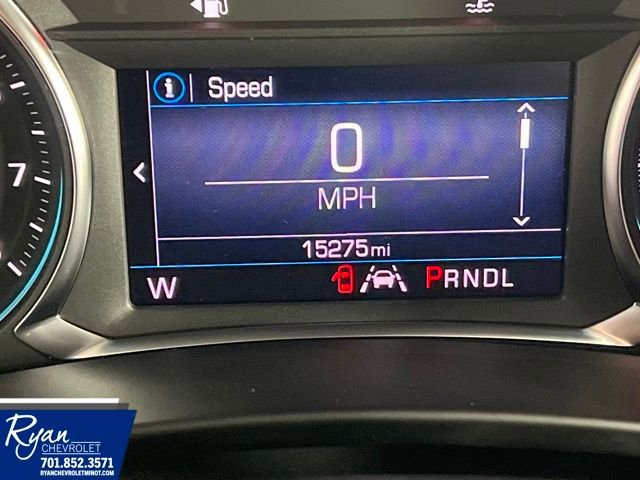 i Speed
0
MPH
7
15275mi
W PRNDL
Ryan
CHEVROLET
701.852.3571
RYANCHEVROLETMINOT.COM